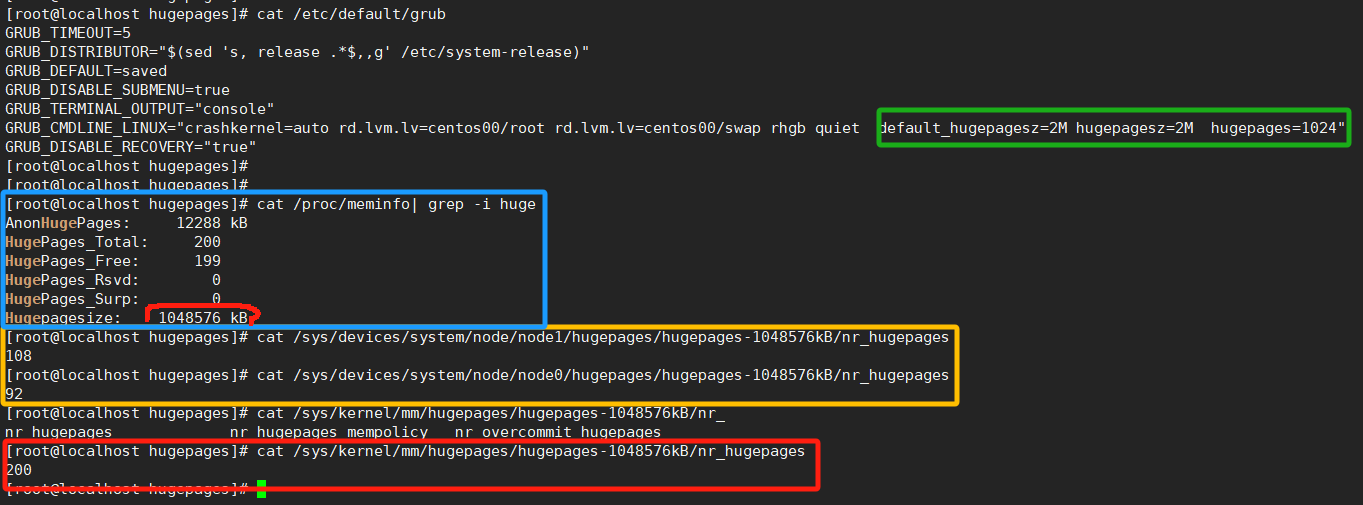 [root@localhost hugepages]# cat /etc/default/grub
GRUB_TIMEOUT=5
GRUB_DISTRIBUTOR="$(sed 's, release .*$,,g' /etc/system-release)"
GRUB_DEFAULT=saved
GRUB_DISABLE_SUBMENU=true
GRUB_TERMINAL_OUTPUT="console"
GRUB_CMDLINE_LINUX="crashkernel=auto rd.lvm.lv=centos00/root rd.lvm.lv=centos00/swap rhgb quiet  default_hugepagesz=2M hugepagesz=2M  hugepages=1024"
GRUB_DISABLE_RECOVERY="true"
[root@localhost hugepages]#
[root@localhost hugepages]#
[root@localhost hugepages]# cat /proc/meminfo| grep -i huge
AnonHugePages:     12288 kB
HugePages_Total:     200
HugePages_Free:      199
HugePages_Rsvd:        0
HugePages_Surp:        0
Hugepagesize:    1048576 kB
[root@localhost hugepages]# cat /sys/devices/system/node/node1/hugepages/hugepages-1048576kB/nr_hugepages
108
[root@localhost hugepages]# cat /sys/devices/system/node/node0/hugepages/hugepages-1048576kB/nr_hugepages
92
[root@localhost hugepages]# cat /sys/kernel/mm/hugepages/hugepages-1048576kB/nr_
nr_hugepages             nr_hugepages_mempolicy   nr_overcommit_hugepages
[root@localhost hugepages]# cat /sys/kernel/mm/hugepages/hugepages-1048576kB/nr_hugepages
200
[root@localhost hugepages]#